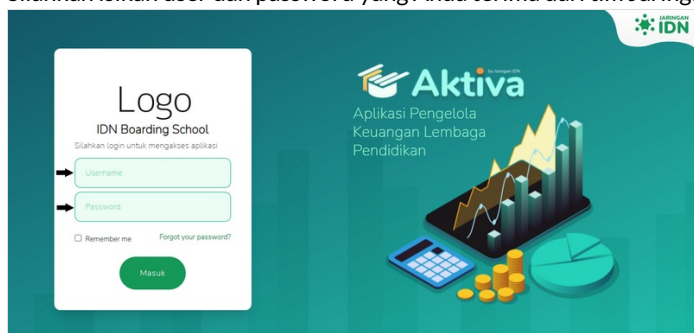 JARINGAN
IDN
Logo
IDN Boarding School
Silahkan login untuk mengakses aplikasi
Username
Password
Remember me
Forgot your password?
Masuk
by Jaringan IDN
Aktiva
Aplikasi Pengelola
Keuangan Lembaga
Pendidikan